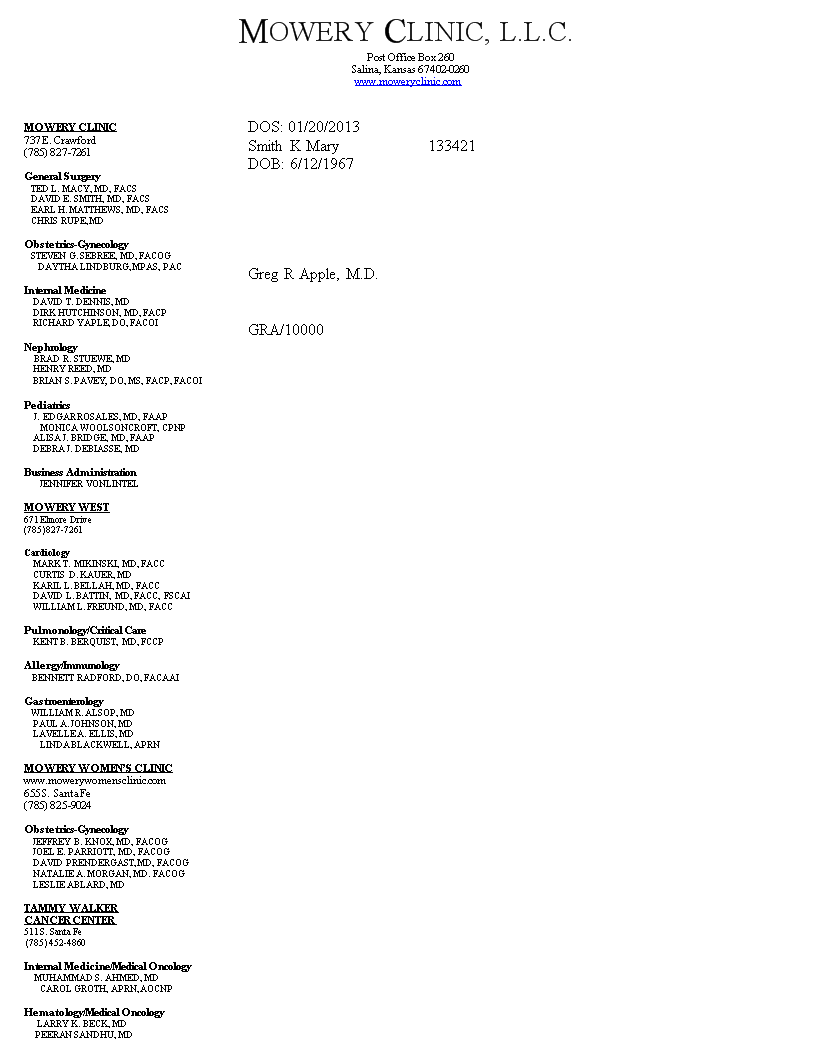 MOWERY CLINIC, L.L.C.
Post Office Box 260
Salina, Kansas 67402-0260
www.moweryclinic.com
MOWERY CLINIC
737 E. Crawford
(785) 827-7261
General Surgery
TED L. MACY, MD, FACS
DAVID E. SMITH, MD, FACS
EARL H. MATTHEWS, MD, FACS
CHRIS RUPE, MD
Obstetrics-Gynecology
STEVEN G. SEBREE, MD, FACOG
DAYTHA LINDBURG, MPAS, PAC
Internal Medicine
DAVID T. DENNIS, MD
DIRK HUTCHINSON, MD, FACP
RICHARD YAPLE, DO, FACOI
Nephrology
BRAD R. STUEWE, MD
HENRY REED, MD
BRIAN S. PAVEY, DO, MS, FACP, FACOI
Pediatrics
J. EDGAR ROSALES, MD, FAAP
MONICA WOOLSONCROFT, CPNP
ALISA J. BRIDGE, MD, FAAP
DEBRA J. DEBIASSE, MD
Business Administration
JENNIFER VONLINTEL
MOWERY WEST
671 Elmore Drive
(785) 827-7261
Cardiology
MARK T. MIKINSKI, MD, FACC
CURTIS D. KAUER, MD
KARIL L. BELLAH, MD, FACC
DAVID L. BATTIN, MD, FACC, FSCAI
WILLIAM L. FREUND, MD, FACC
Pulmonology/Critical Care
KENT B. BERQUIST, MD, FCCP
Allergy/Immunology
BENNETT RADFORD, DO, FACAAI
Gastroenterology
WILLIAM R. ALSOP, MD
PAUL A. JOHNSON, MD
LAVELLE A. ELLIS, MD
LINDA BLACKWELL, APRN
MOWERY WOMEN'S CLINIC
www.mowerywomensclinic.com
655 S. Santa Fe
(785) 825-9024
Obstetrics-Gynecology
JEFFREY B. KNOX, MD, FACOG
JOEL E. PARRIOTT, MD, FACOG
DAVID PRENDERGAST, MD, FACOG
NATALIE A. MORGAN, MD. FACOG
LESLIE ABLARD, MD
TAMMY WALKER
CANCER CENTER
511 S. Santa Fe
(785) 452-4860
Internal Medicine/Medical Oncology
MUHAMMAD S. AHMED, MD
CAROL GROTH, APRN, AOCNP
Hematology/Medical Oncology
LARRY K. BECK, MD
PEERAN SANDHU, MD
DOS: 01/20/2013
Smith K Mary 133421
DOB: 6/12/1967
Greg R Apple, M.D.
GRA/10000